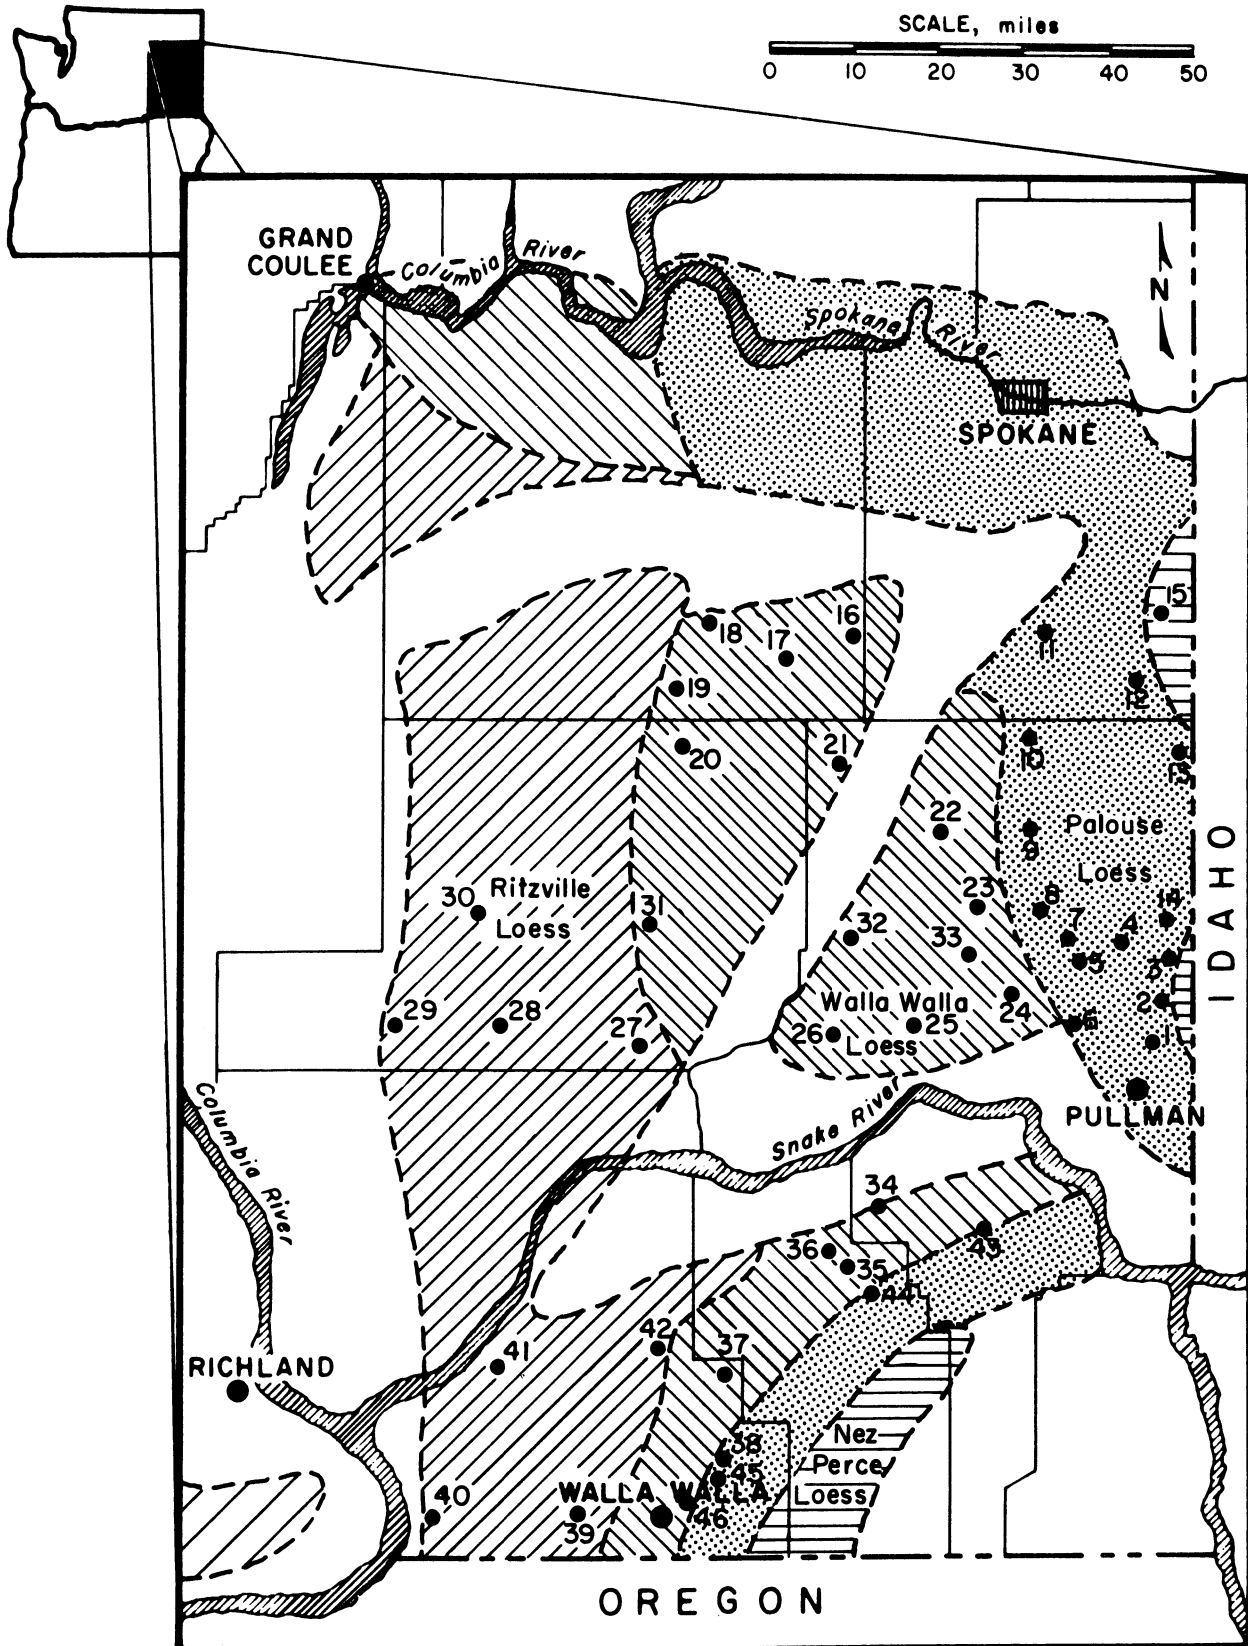 SCALE, miles
0 10 20 30 40 50
GRAND
COULEE
Columbia
River
Spokane
River
N
SPOKANE
15
16
18
17
11
12
19
20
21
10
13
22
9
Palouse
Loess
IDAHO
30
Ritzville
Loess
31
23
8
7
4
14
32
33
5
3
29
28
27
Walla Walla
Loess
26
25
24
6
2
1
Columbia River
Snake River
PULLMAN
34
36
35
43
44
42
37
41
RICHLAND
38
Nez
Perce
Loess
45
40
39
WALLA WALLA
46
OREGON